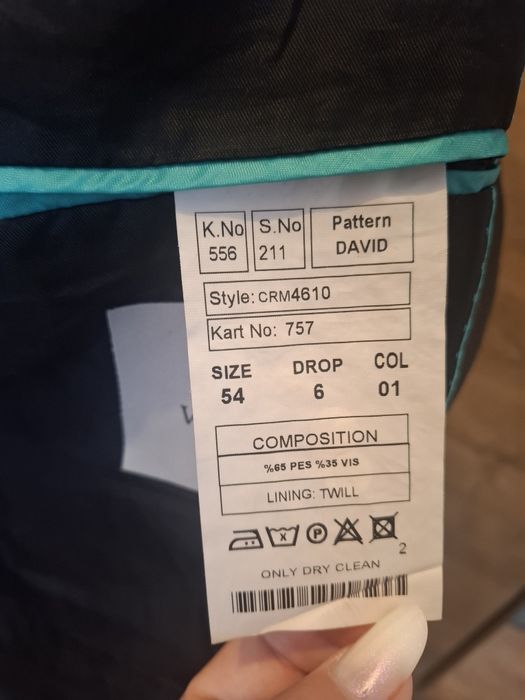 K.No
556
S.No
211
Pattern
DAVID
Style: CRM4610
Kart No: 757
SIZE DROP COL
54 6 01
COMPOSITION
%65 PES %35 VIS
LINING: TWILL
P
2
ONLY DRY CLEAN